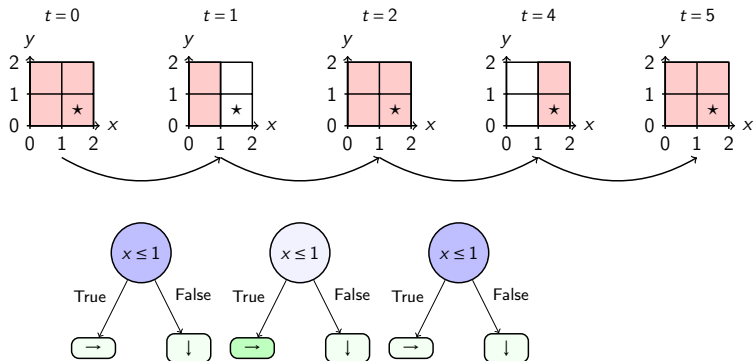 t = 0 t = 1 t = 2 t = 4 t = 5
y y y y y
2 2 2 2 2
1 1 1 1 1
0 0 0 0 0
x x x x x
0 1 2 0 1 2 0 1 2 0 1 2 0 1 2
x ≤ 1 x ≤ 1 x ≤ 1
True False True False True False
→ ↓ → ↓ → ↓